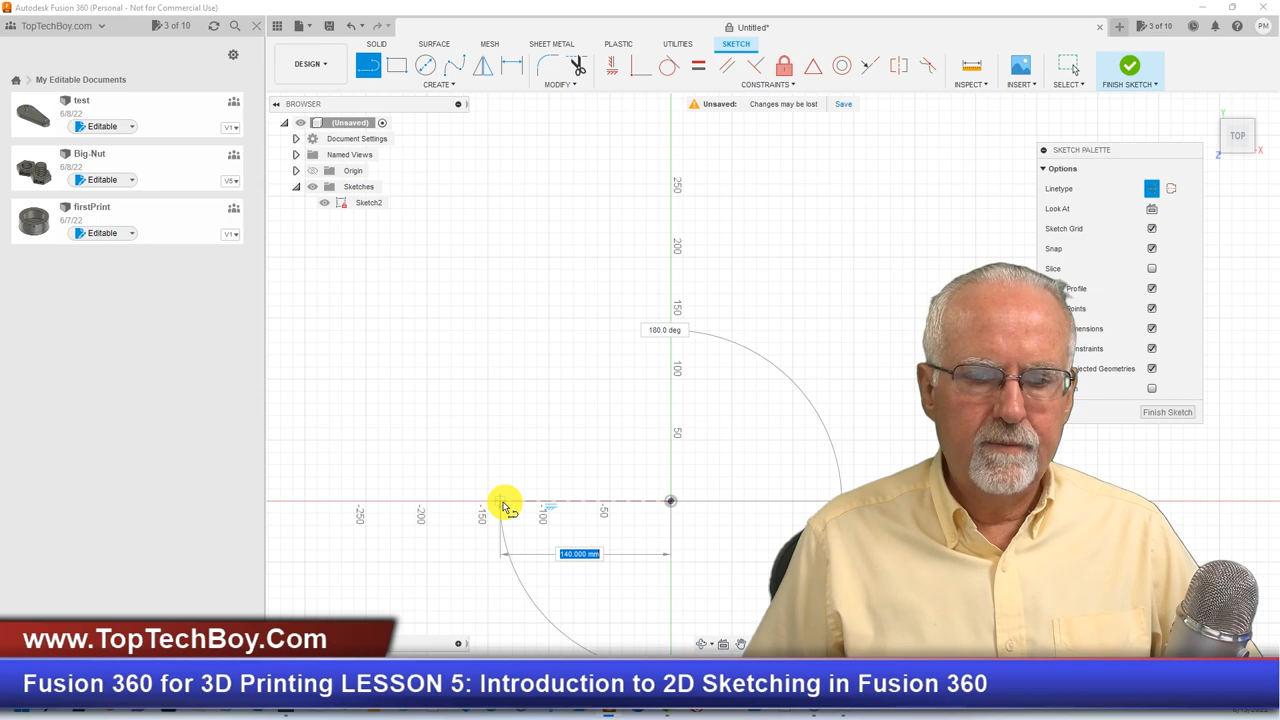 Autodesk Fusion 360 (Personal - Not for Commercial Use)
TopTechBoy.com
3 of 10
Untitled*
3 of 10
PM
My Editable Documents
test
6/8/22
Editable
V1
Big-Nut
6/7/22
Editable
V5
firstPrint
6/7/22
Editable
V1
DESIGN
SOLID
SURFACE
MESH
SHEET METAL
PLASTIC
UTILITIES
SKETCH
CREATE
MODIFY
CONSTRAINTS
INSPECT
INSERT
SELECT
FINISH SKETCH
BROWSER
(Unsaved)
Document Settings
Named Views
Origin
Sketches
Sketch2
Unsaved: Changes may be lost Save
TOP
Y
X
Z
SKETCH PALETTE
Options
Linetype
Look At
Sketch Grid
Snap
Slice
Profile
Finish Sketch
250
200
150
100
50
-250
-200
-150
-100
-50
180.0 deg
140.000 mm
www.TopTechBoy.Com
Fusion 360 for 3D Printing LESSON 5: Introduction to 2D Sketching in Fusion 360